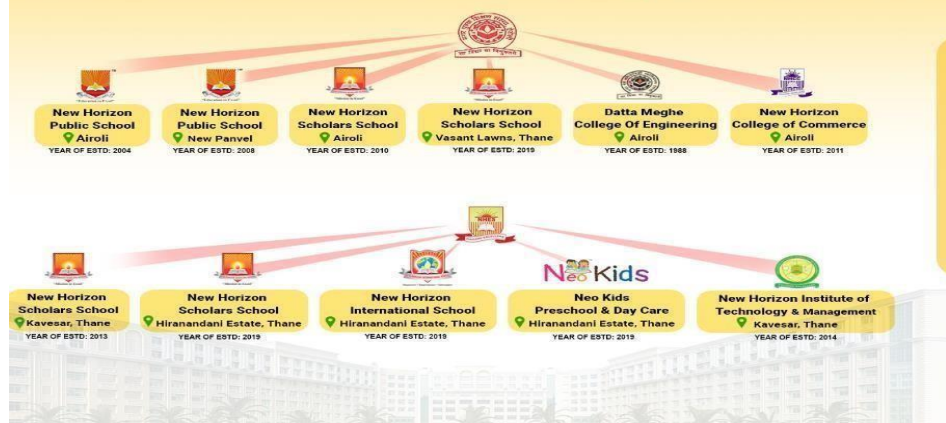 New Horizon
Public School
Airoli
YEAR OF ESTD: 2004
New Horizon
Public School
New Panvel
YEAR OF ESTD: 2008
New Horizon
Scholars School
Airoli
YEAR OF ESTD: 2010
New Horizon
Scholars School
Vasant Lawns, Thane
YEAR OF ESTD: 2019
Datta Meghe
College Of Engineering
Airoli
YEAR OF ESTD: 1988
New Horizon
College of Commerce
Airoli
YEAR OF ESTD: 2011
NHES
New Horizon
Scholars School
Kavesar, Thane
YEAR OF ESTD: 2013
New Horizon
Scholars School
Hiranandani Estate, Thane
YEAR OF ESTD: 2019
New Horizon
International School
Hiranandani Estate, Thane
YEAR OF ESTD: 2019
Neo Kids
Neo Kids
Preschool & Day Care
Hiranandani Estate, Thane
YEAR OF ESTD: 2019
New Horizon Institute of
Technology & Management
Kavesar, Thane
YEAR OF ESTD: 2014